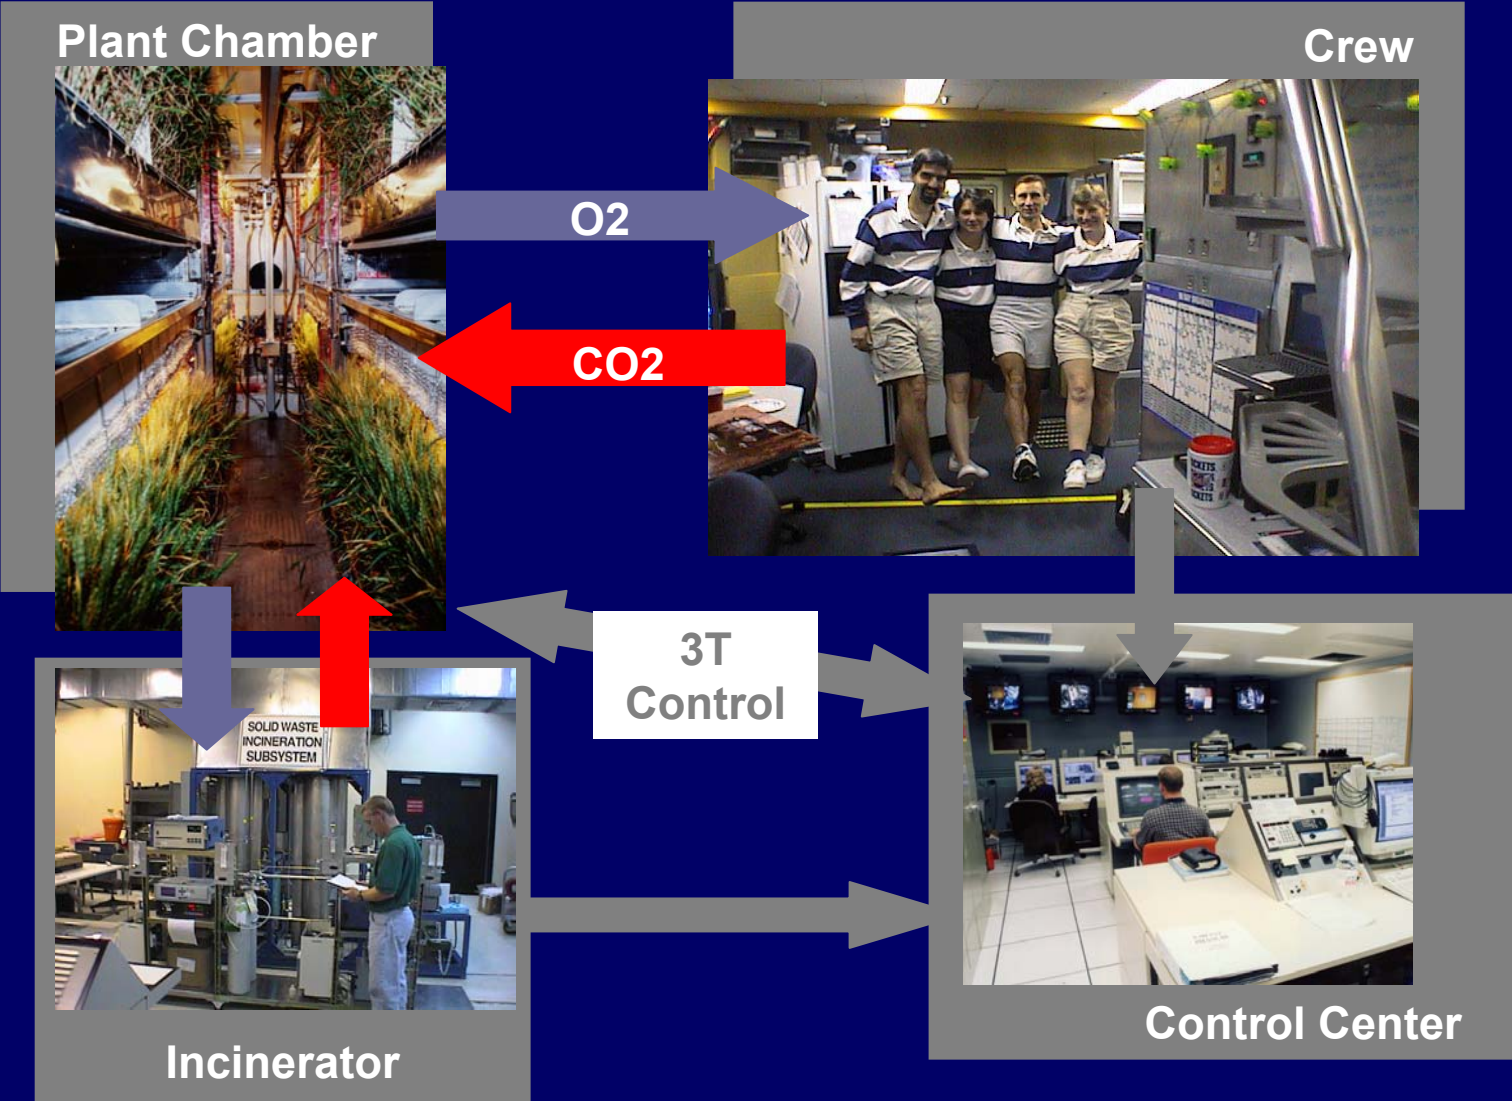 Plant Chamber
Crew
O2
CO2
3T
Control
SOLID WASTE
INCINERATION
SUBSYSTEM
Incinerator
Control Center